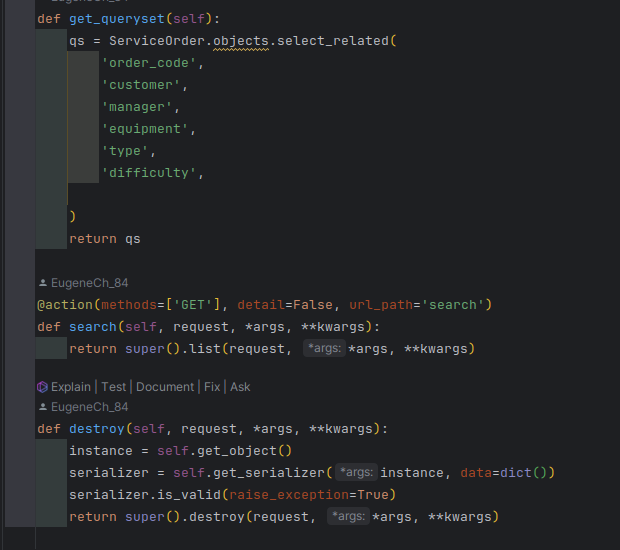 EugeneCh_84
def get_queryset(self):
    qs = ServiceOrder.objects.select_related(
        'order_code',
        'customer',
        'manager',
        'equipment',
        'type',
        'difficulty',
    )
    return qs
EugeneCh_84
@action(methods=['GET'], detail=False, url_path='search')
def search(self, request, *args, **kwargs):
    return super().list(request, *args: *args, **kwargs)
Explain | Test | Document | Fix | Ask
EugeneCh_84
def destroy(self, request, *args, **kwargs):
    instance = self.get_object()
    serializer = self.get_serializer( *args: instance, data=dict())
    serializer.is_valid(raise_exception=True)
    return super().destroy(request, *args: *args, **kwargs)